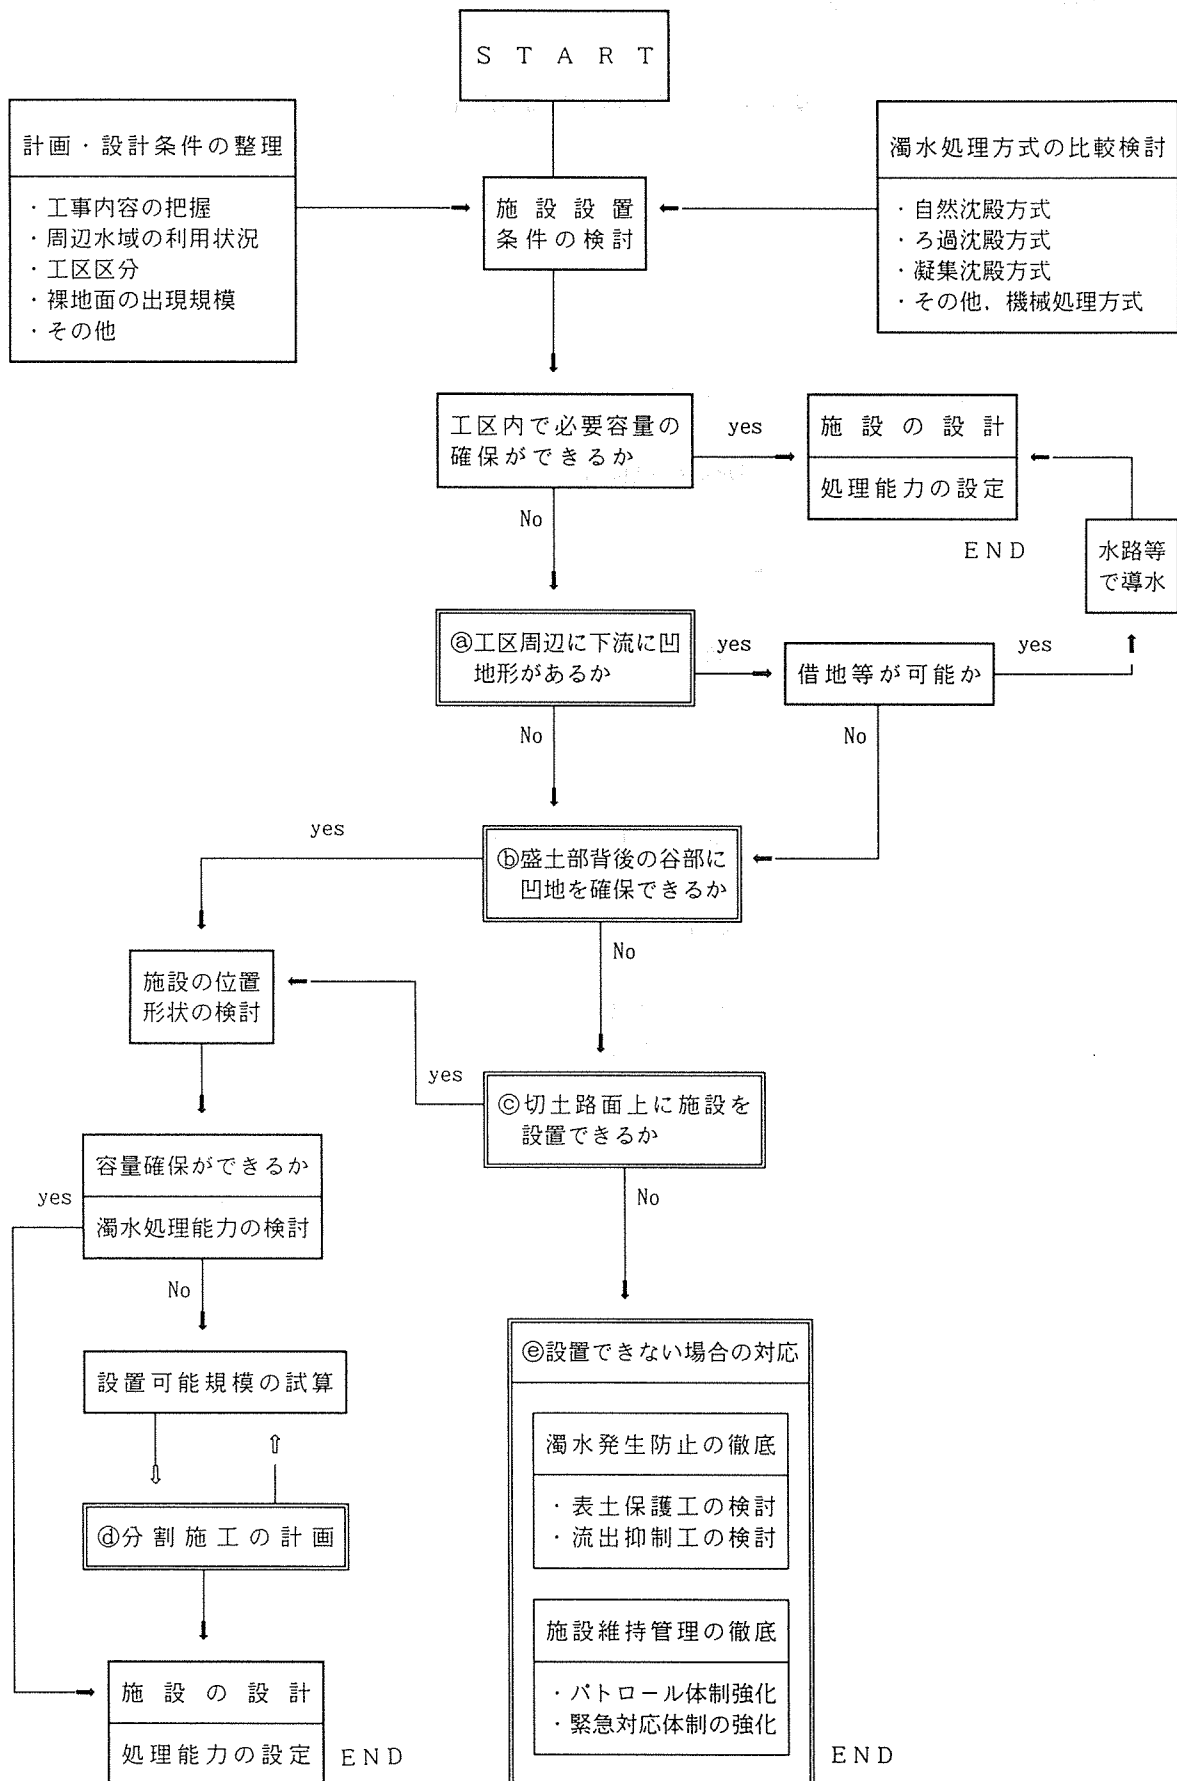 START
計画・設計条件の整理
・工事内容の把握
・周辺水域の利用状況
・工区区分
・裸地面の出現規模
・その他
施設設置
条件の検討
濁水処理方式の比較検討
・自然沈殿方式
・ろ過沈殿方式
・凝集沈殿方式
・その他，機械処理方式
工区内で必要容量の
確保ができるか
yes
施設の設計
処理能力の設定
END
No
水路等
で導水
ⓐ工区周辺に下流に凹
地形があるか
yes
借地等が可能か
yes
No
No
yes
ⓑ盛土部背後の谷部に
凹地を確保できるか
No
施設の位置
形状の検討
yes
ⓒ切土路面上に施設を
設置できるか
No
容量確保ができるか
濁水処理能力の検討
yes
No
設置可能規模の試算
ⓓ分割施工の計画
施設の設計
処理能力の設定
END
ⓔ設置できない場合の対応
濁水発生防止の徹底
・表土保護工の検討
・流出抑制工の検討
施設維持管理の徹底
・パトロール体制強化
・緊急対応体制の強化
END